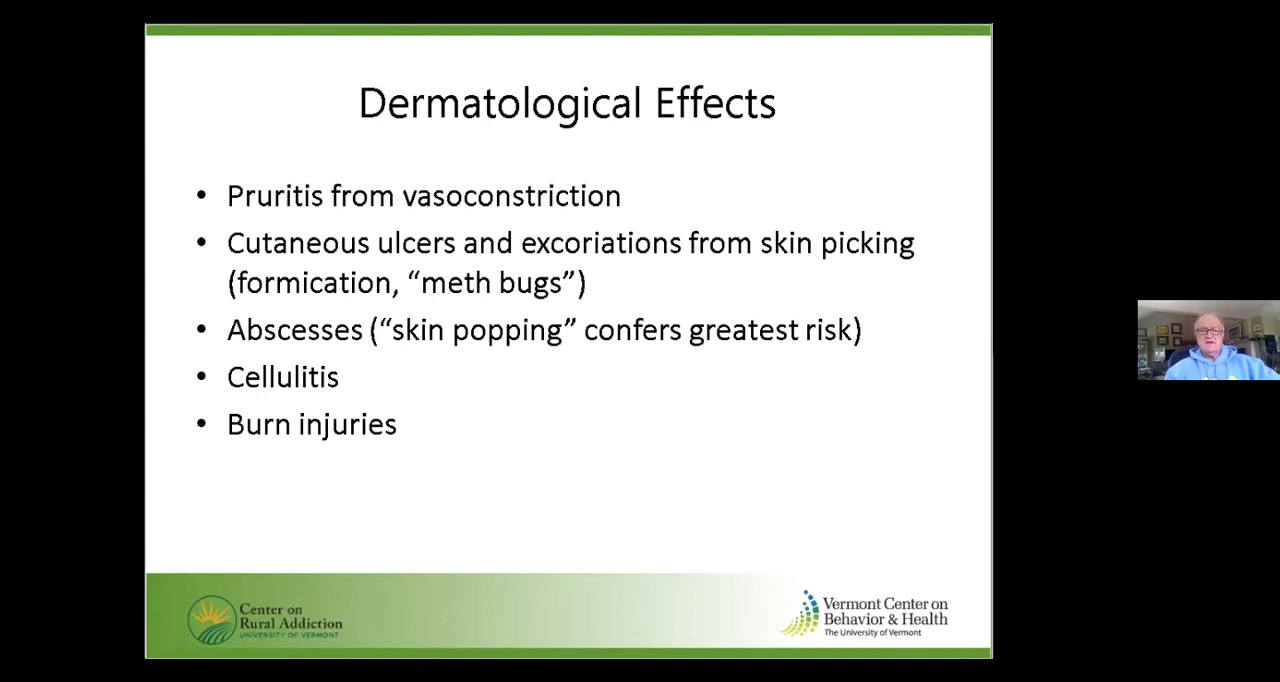 Dermatological Effects
• Pruritis from vasoconstriction
• Cutaneous ulcers and excoriations from skin picking
(formication, “meth bugs”)
• Abscesses (“skin popping” confers greatest risk)
• Cellulitis
• Burn injuries
Center on
Rural Addiction
UNIVERSITY OF VERMONT
Vermont Center on
Behavior & Health
The University of Vermont